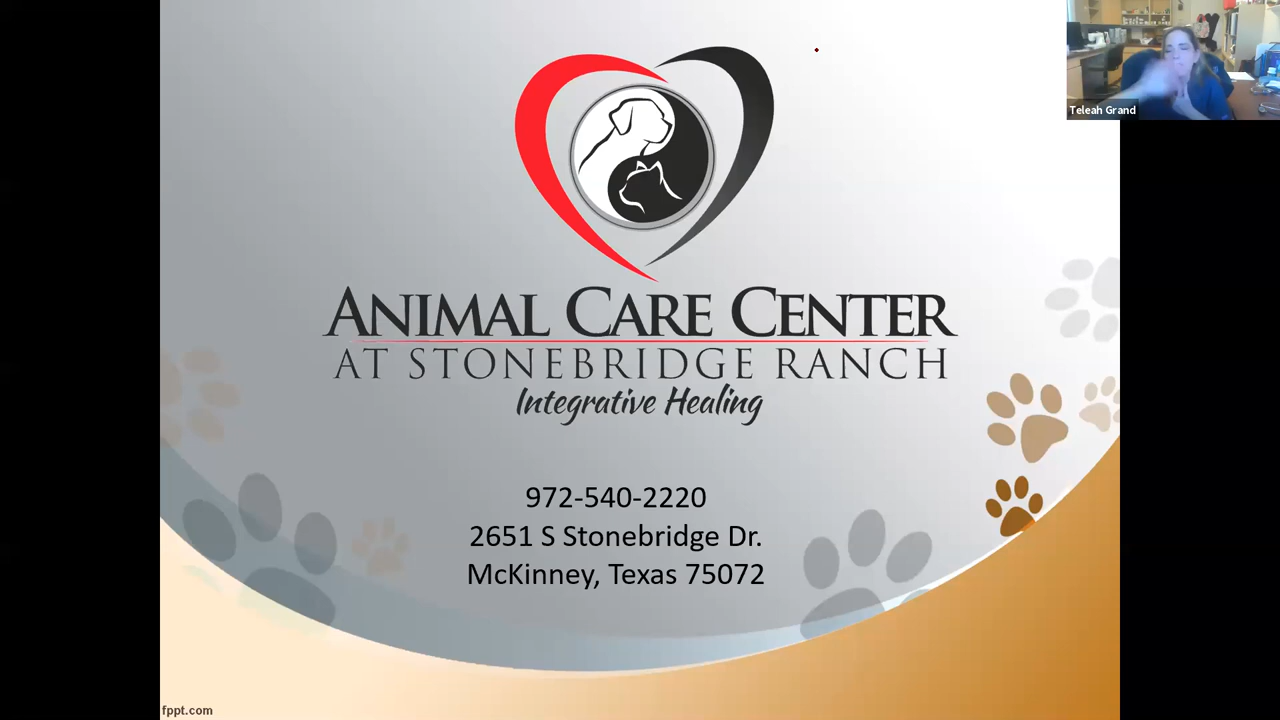 Teleah Grand
ANIMAL CARE CENTER
AT STONEBRIDGE RANCH
Integrative Healing
972-540-2220
2651 S Stonebridge Dr.
McKinney, Texas 75072
fppt.com